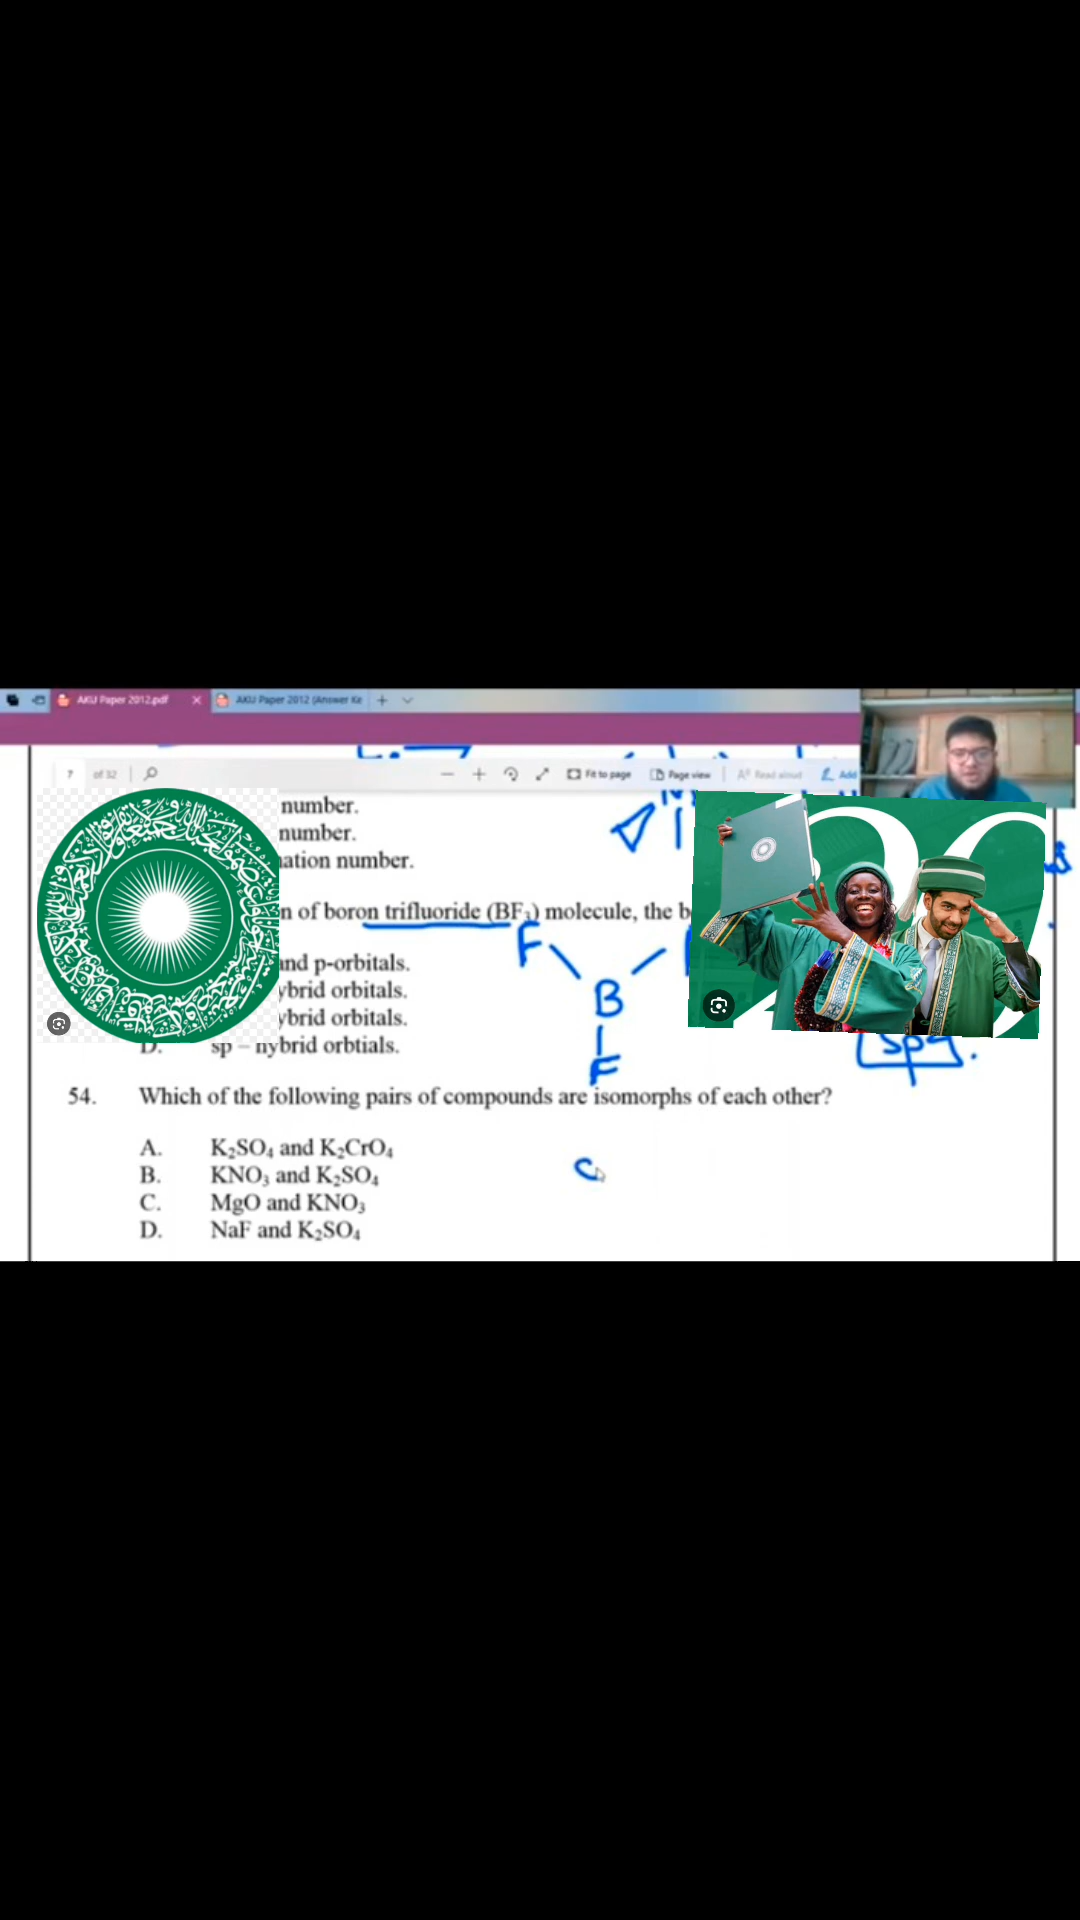 AKU Paper 2012.pdf
AKU Paper 2012 (Answer Ke
7 of 32
Fit to page
Page view
Read aloud
Add
number.
number.
ation number.
n of boron trifluoride (BF₃) molecule, the b
F
B
F
and p-orbitals.
ybrid orbitals.
ybrid orbitals.
D. sp – hybrid orbtials.
54. Which of the following pairs of compounds are isomorphs of each other?
A. K₂SO₄ and K₂CrO₄
B. KNO₃ and K₂SO₄
C. MgO and KNO₃
D. NaF and K₂SO₄